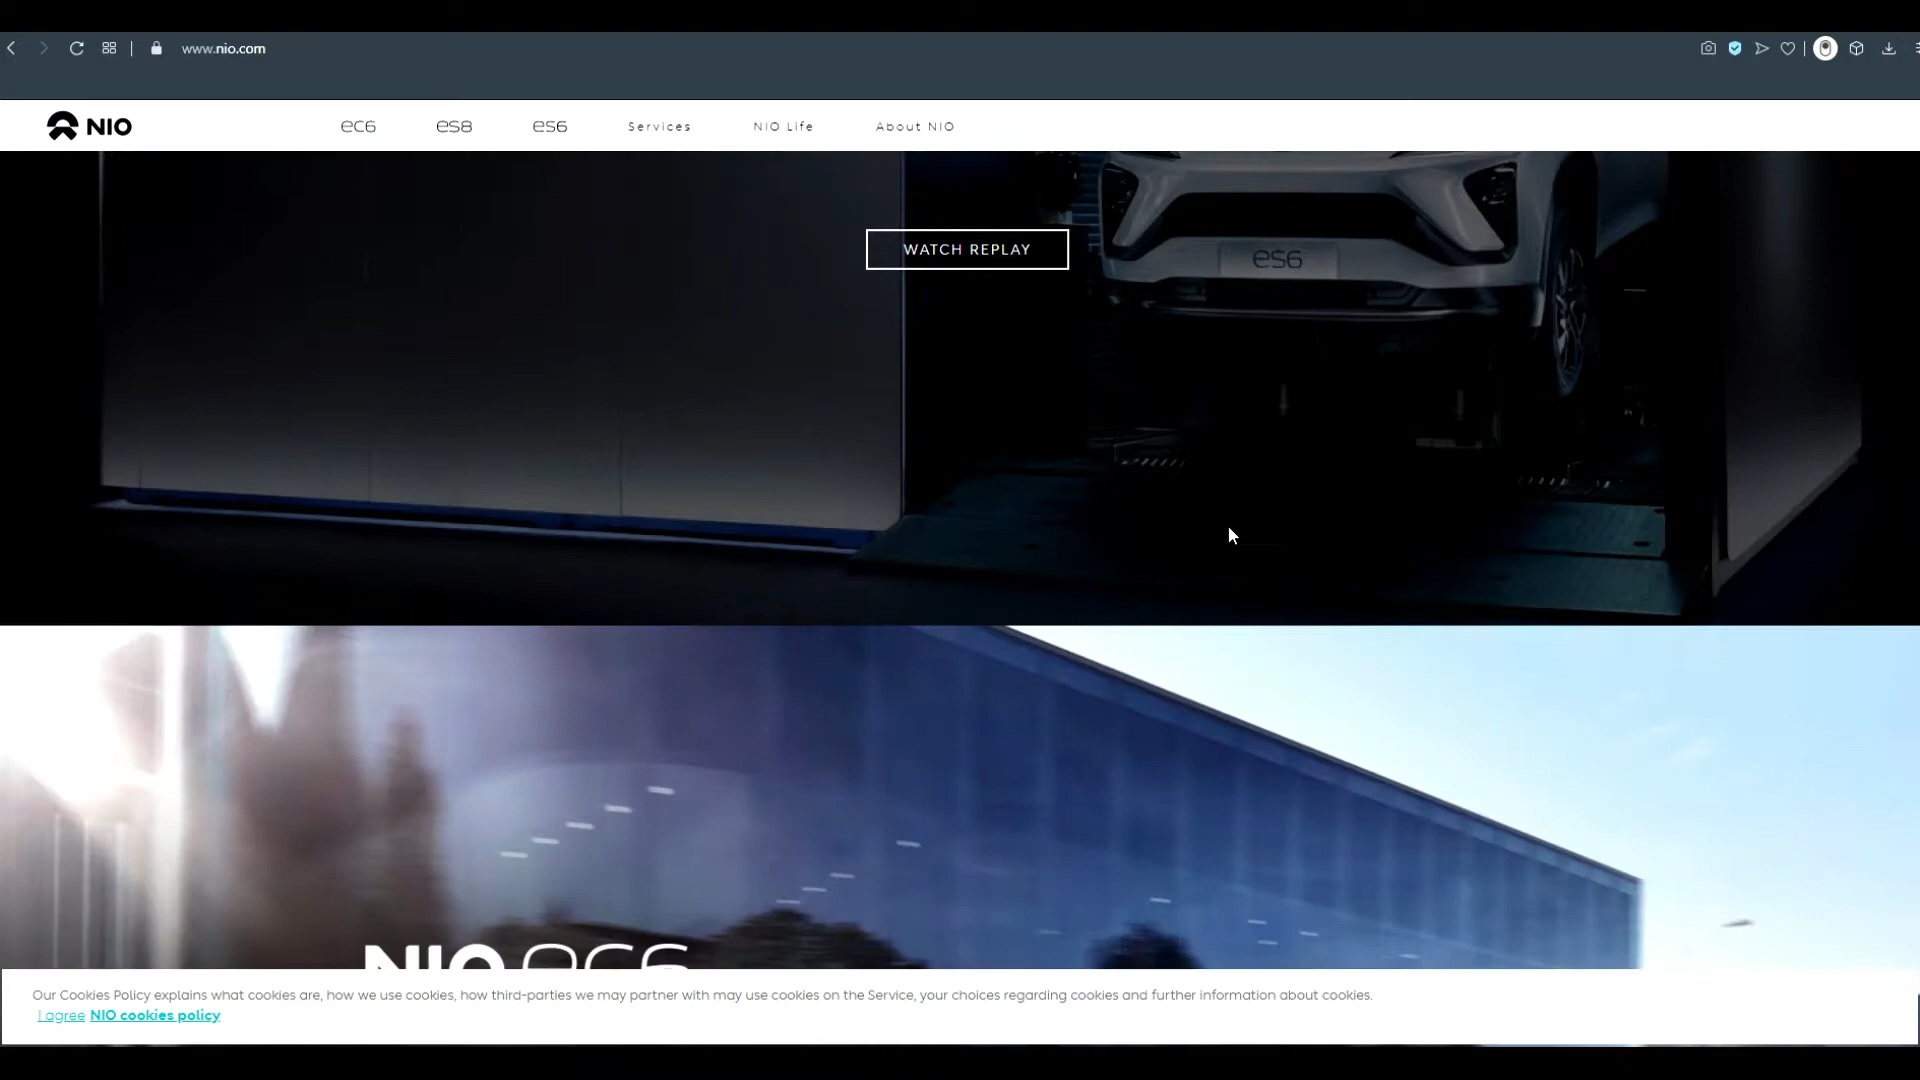 www.nio.com
NIO
ec6
es8
es6
Services
NIO Life
About NIO
WATCH REPLAY
es6
NIO ec6
Our Cookies Policy explains what cookies are, how we use cookies, how third-parties we may partner with may use cookies on the Service, your choices regarding cookies and further information about cookies.
I agree NIO cookies policy